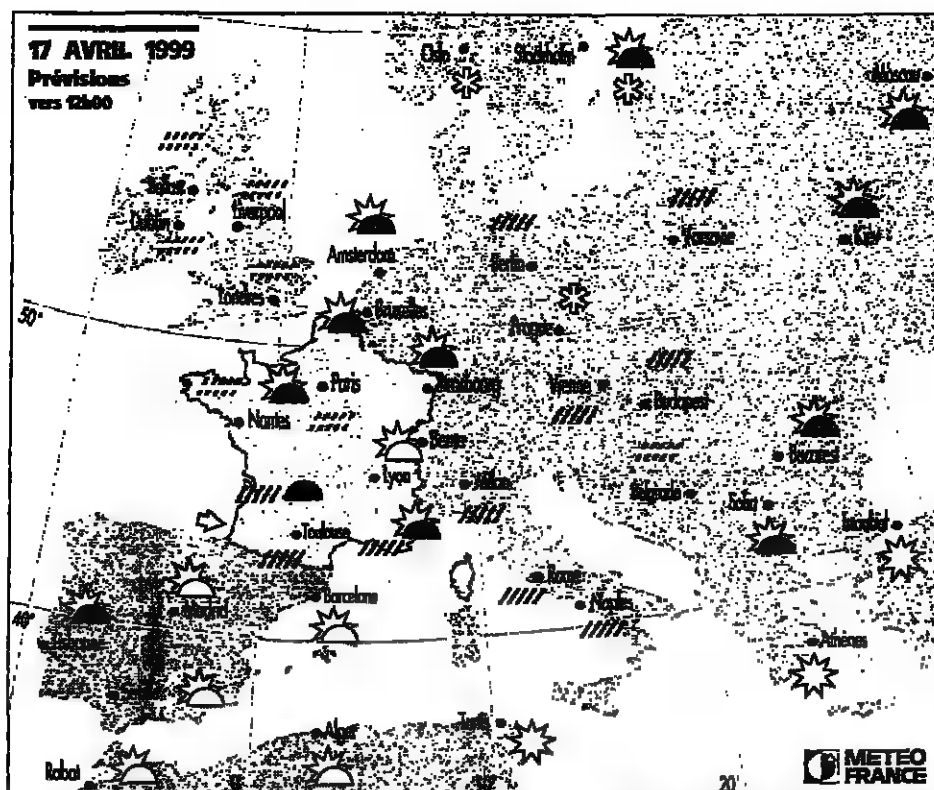 17 AVRIL 1999
Prévisions
vers 12h00
Oslo
Stockholm
Moscou
Belfast
Dublin
Liverpool
Amsterdam
Berlin
Varsovie
Kiev
Londres
Bruxelles
50°
Prague
Paris
Strasbourg
Vienne
Budapest
Nantes
Berne
Bucarest
Lyon
Milan
Belgrade
Sofia
Istanbul
Toulouse
Rome
Barcelone
Naples
Madrid
40°
Athènes
Tunis
Alger
Rabat
20°
METEO
FRANCE